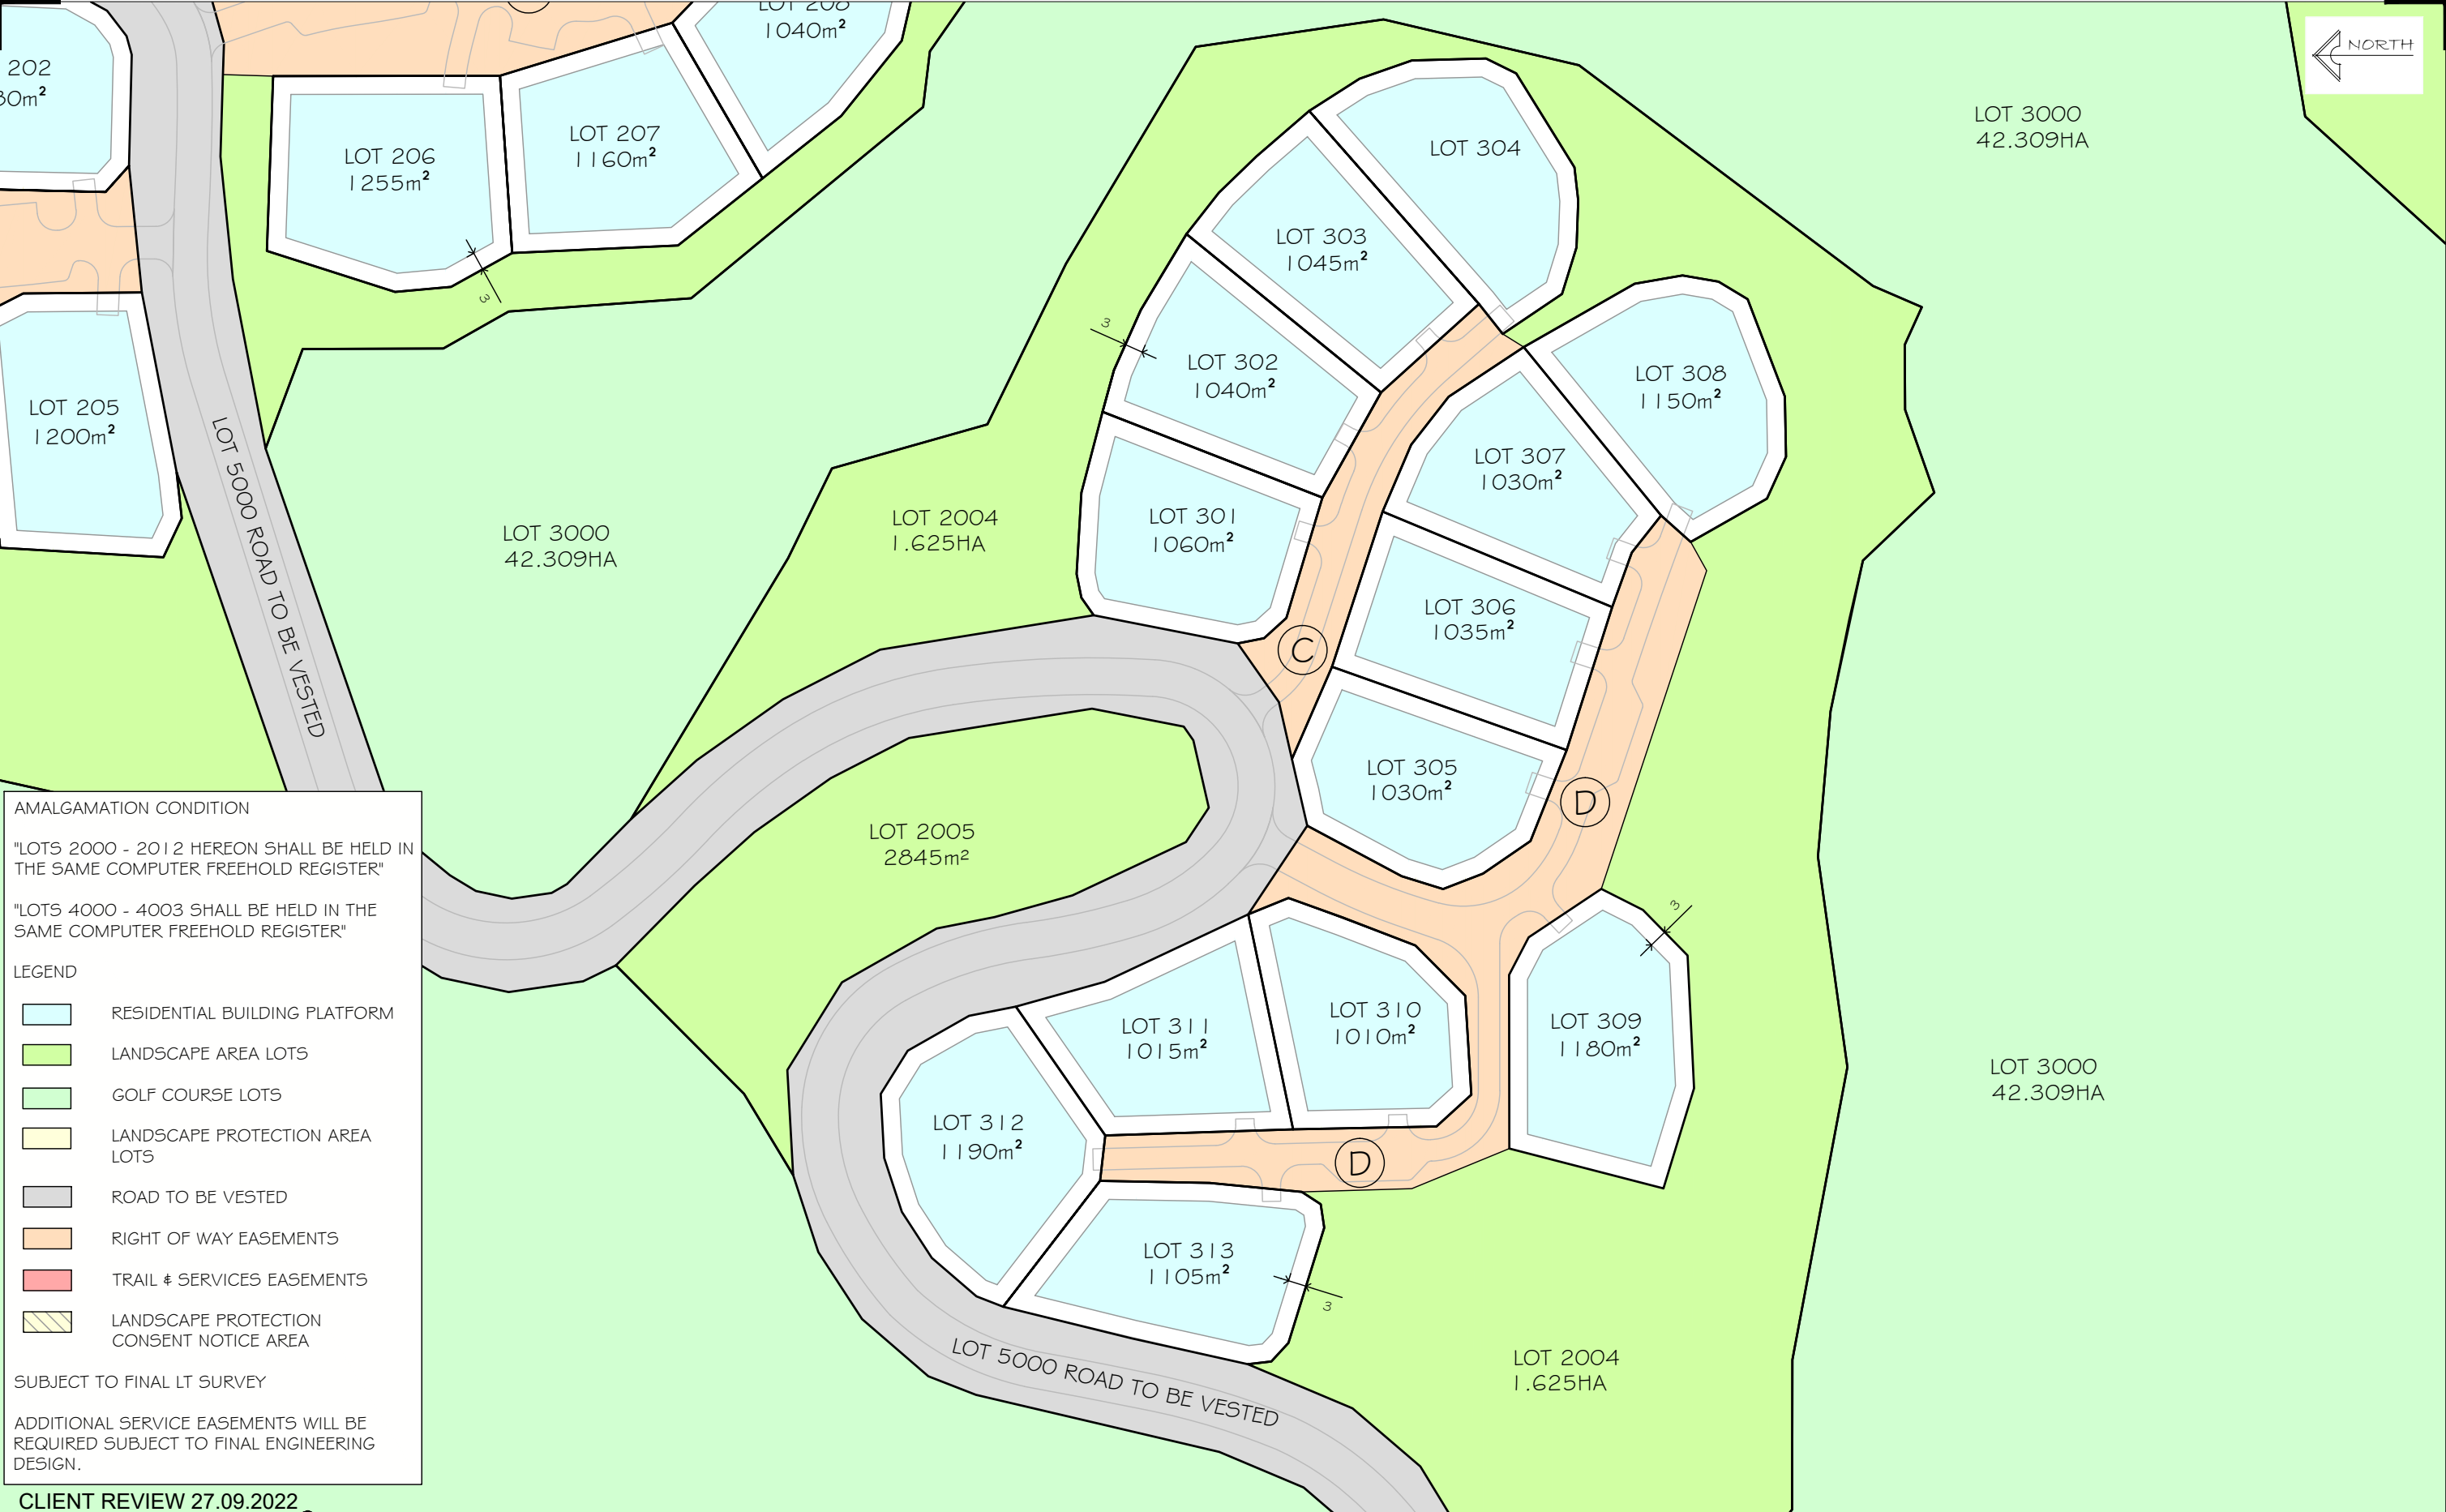 LOT 208
1040m²
NORTH
202
LOT 207
1160m²
LOT 206
1255m²
3
LOT 205
1200m²
LOT 5000 ROAD TO BE VESTED
LOT 3000
42.309HA
LOT 304
LOT 303
1045m²
3
LOT 302
1040m²
LOT 308
1150m²
LOT 307
1030m²
LOT 301
1060m²
LOT 2004
1.625HA
LOT 3000
42.309HA
LOT 306
1035m²
C
LOT 305
1030m²
D
LOT 2005
2845m²
3
LOT 311
1015m²
LOT 310
1010m²
LOT 309
1180m²
LOT 3000
42.309HA
LOT 312
1190m²
D
LOT 313
1105m²
3
LOT 5000 ROAD TO BE VESTED
LOT 2004
1.625HA
AMALGAMATION CONDITION
"LOTS 2000 - 2012 HEREON SHALL BE HELD IN
THE SAME COMPUTER FREEHOLD REGISTER"
"LOTS 4000 - 4003 SHALL BE HELD IN THE
SAME COMPUTER FREEHOLD REGISTER"
LEGEND
RESIDENTIAL BUILDING PLATFORM
LANDSCAPE AREA LOTS
GOLF COURSE LOTS
LANDSCAPE PROTECTION AREA
LOTS
ROAD TO BE VESTED
RIGHT OF WAY EASEMENTS
TRAIL & SERVICES EASEMENTS
LANDSCAPE PROTECTION
CONSENT NOTICE AREA
SUBJECT TO FINAL LT SURVEY
ADDITIONAL SERVICE EASEMENTS WILL BE
REQUIRED SUBJECT TO FINAL ENGINEERING
DESIGN.
CLIENT REVIEW 27.09.2022